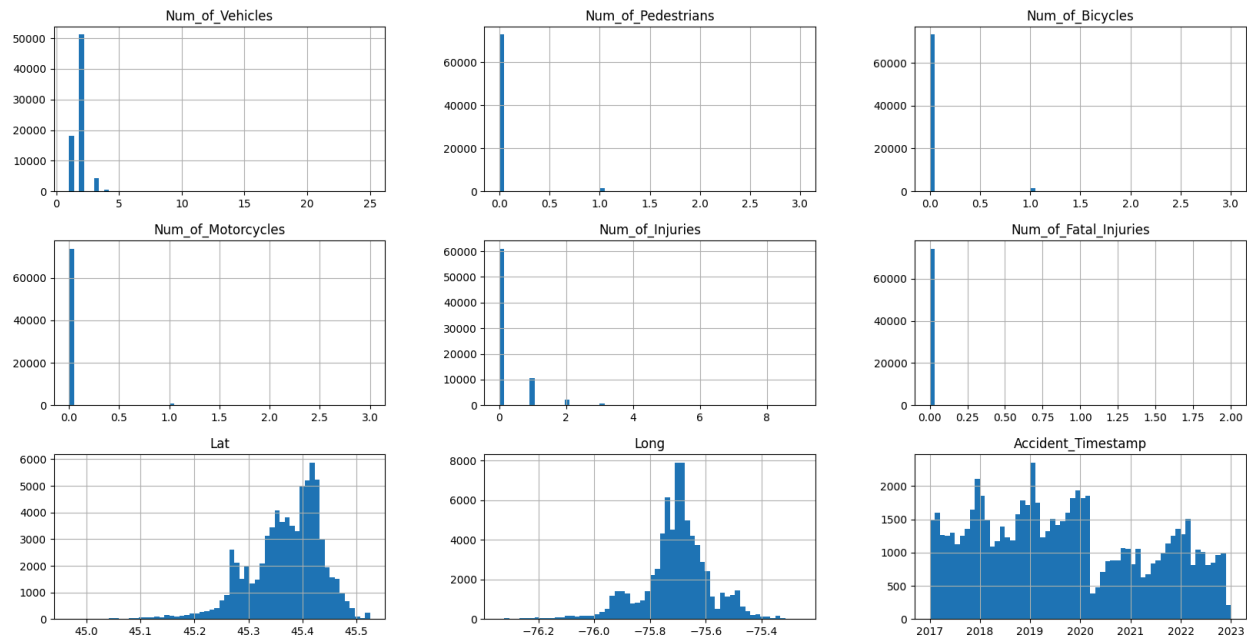 Num_of_Vehicles
50000
40000
30000
20000
10000
0
0 5 10 15 20 25
Num_of_Pedestrians
60000
40000
20000
0
0.0 0.5 1.0 1.5 2.0 2.5 3.0
Num_of_Bicycles
60000
40000
20000
0
0.0 0.5 1.0 1.5 2.0 2.5 3.0
Num_of_Motorcycles
60000
40000
20000
0
0.0 0.5 1.0 1.5 2.0 2.5 3.0
Num_of_Injuries
60000
50000
40000
30000
20000
10000
0
0 2 4 6 8
Num_of_Fatal_Injuries
60000
40000
20000
0
0.00 0.25 0.50 0.75 1.00 1.25 1.50 1.75 2.00
Lat
6000
5000
4000
3000
2000
1000
0
45.0 45.1 45.2 45.3 45.4 45.5
Long
8000
6000
4000
2000
0
−76.2 −76.0 −75.8 −75.6 −75.4
Accident_Timestamp
2000
1500
1000
500
0
2017 2018 2019 2020 2021 2022 2023